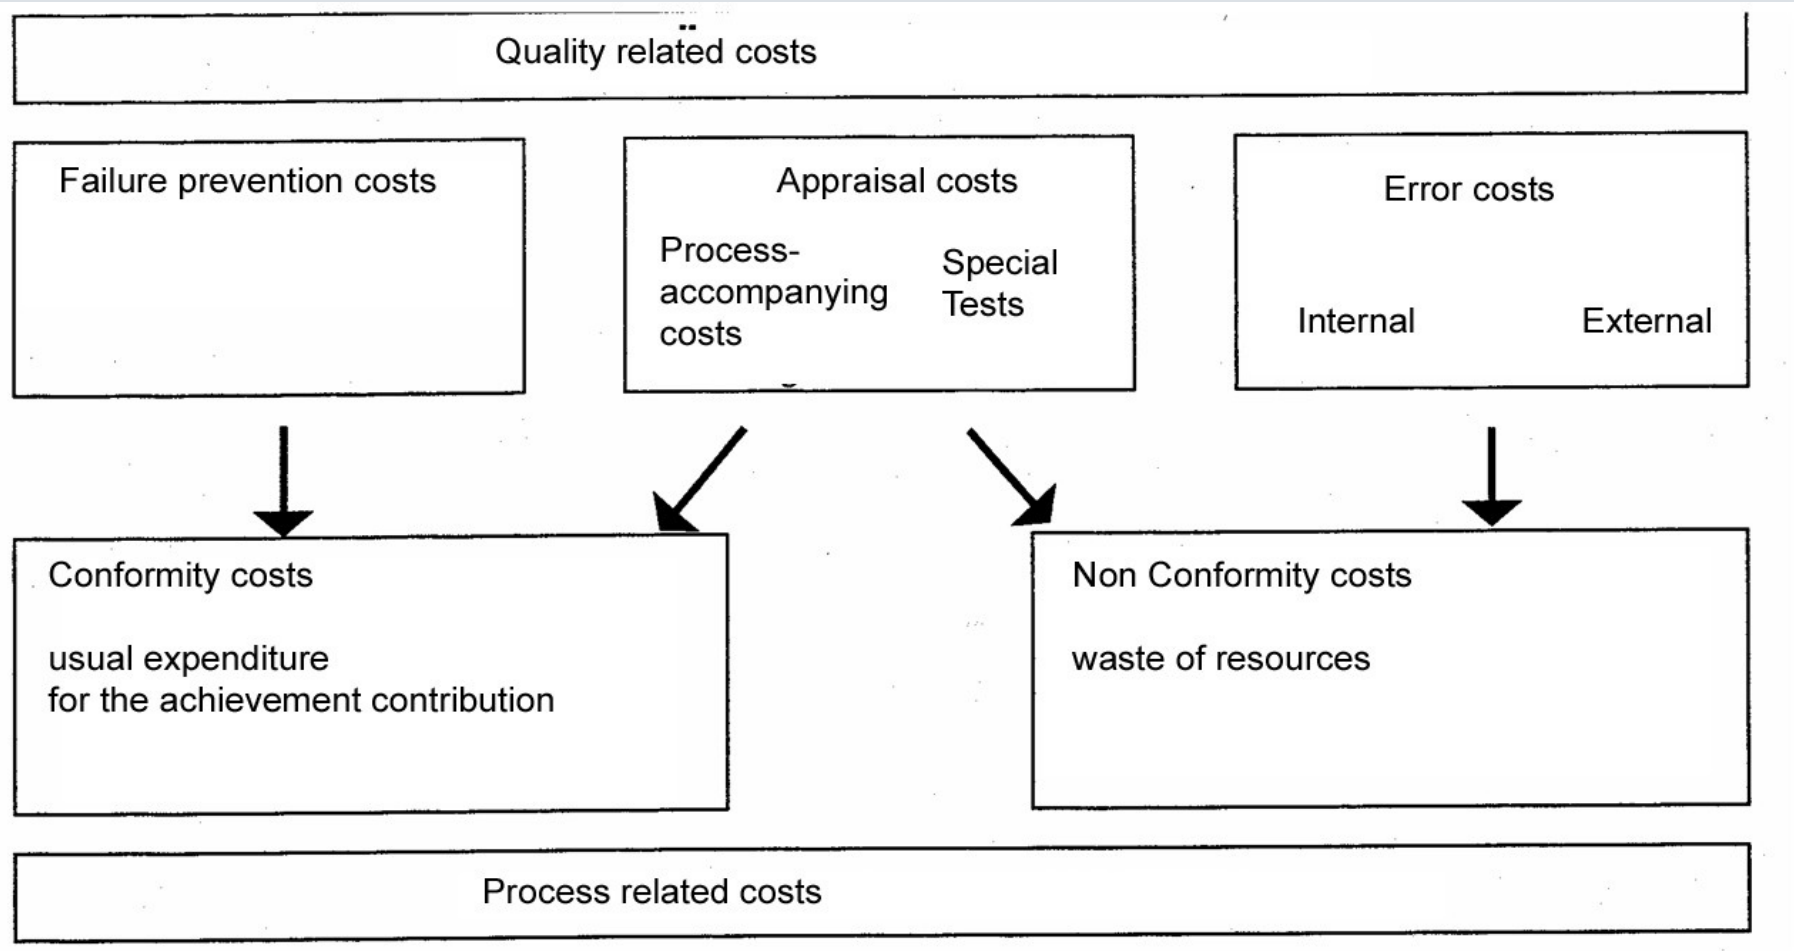 Quality related costs
Failure prevention costs
Appraisal costs
Process-
accompanying
costs
Special
Tests
Error costs
Internal
External
Conformity costs
usual expenditure
for the achievement contribution
Non Conformity costs
waste of resources
Process related costs